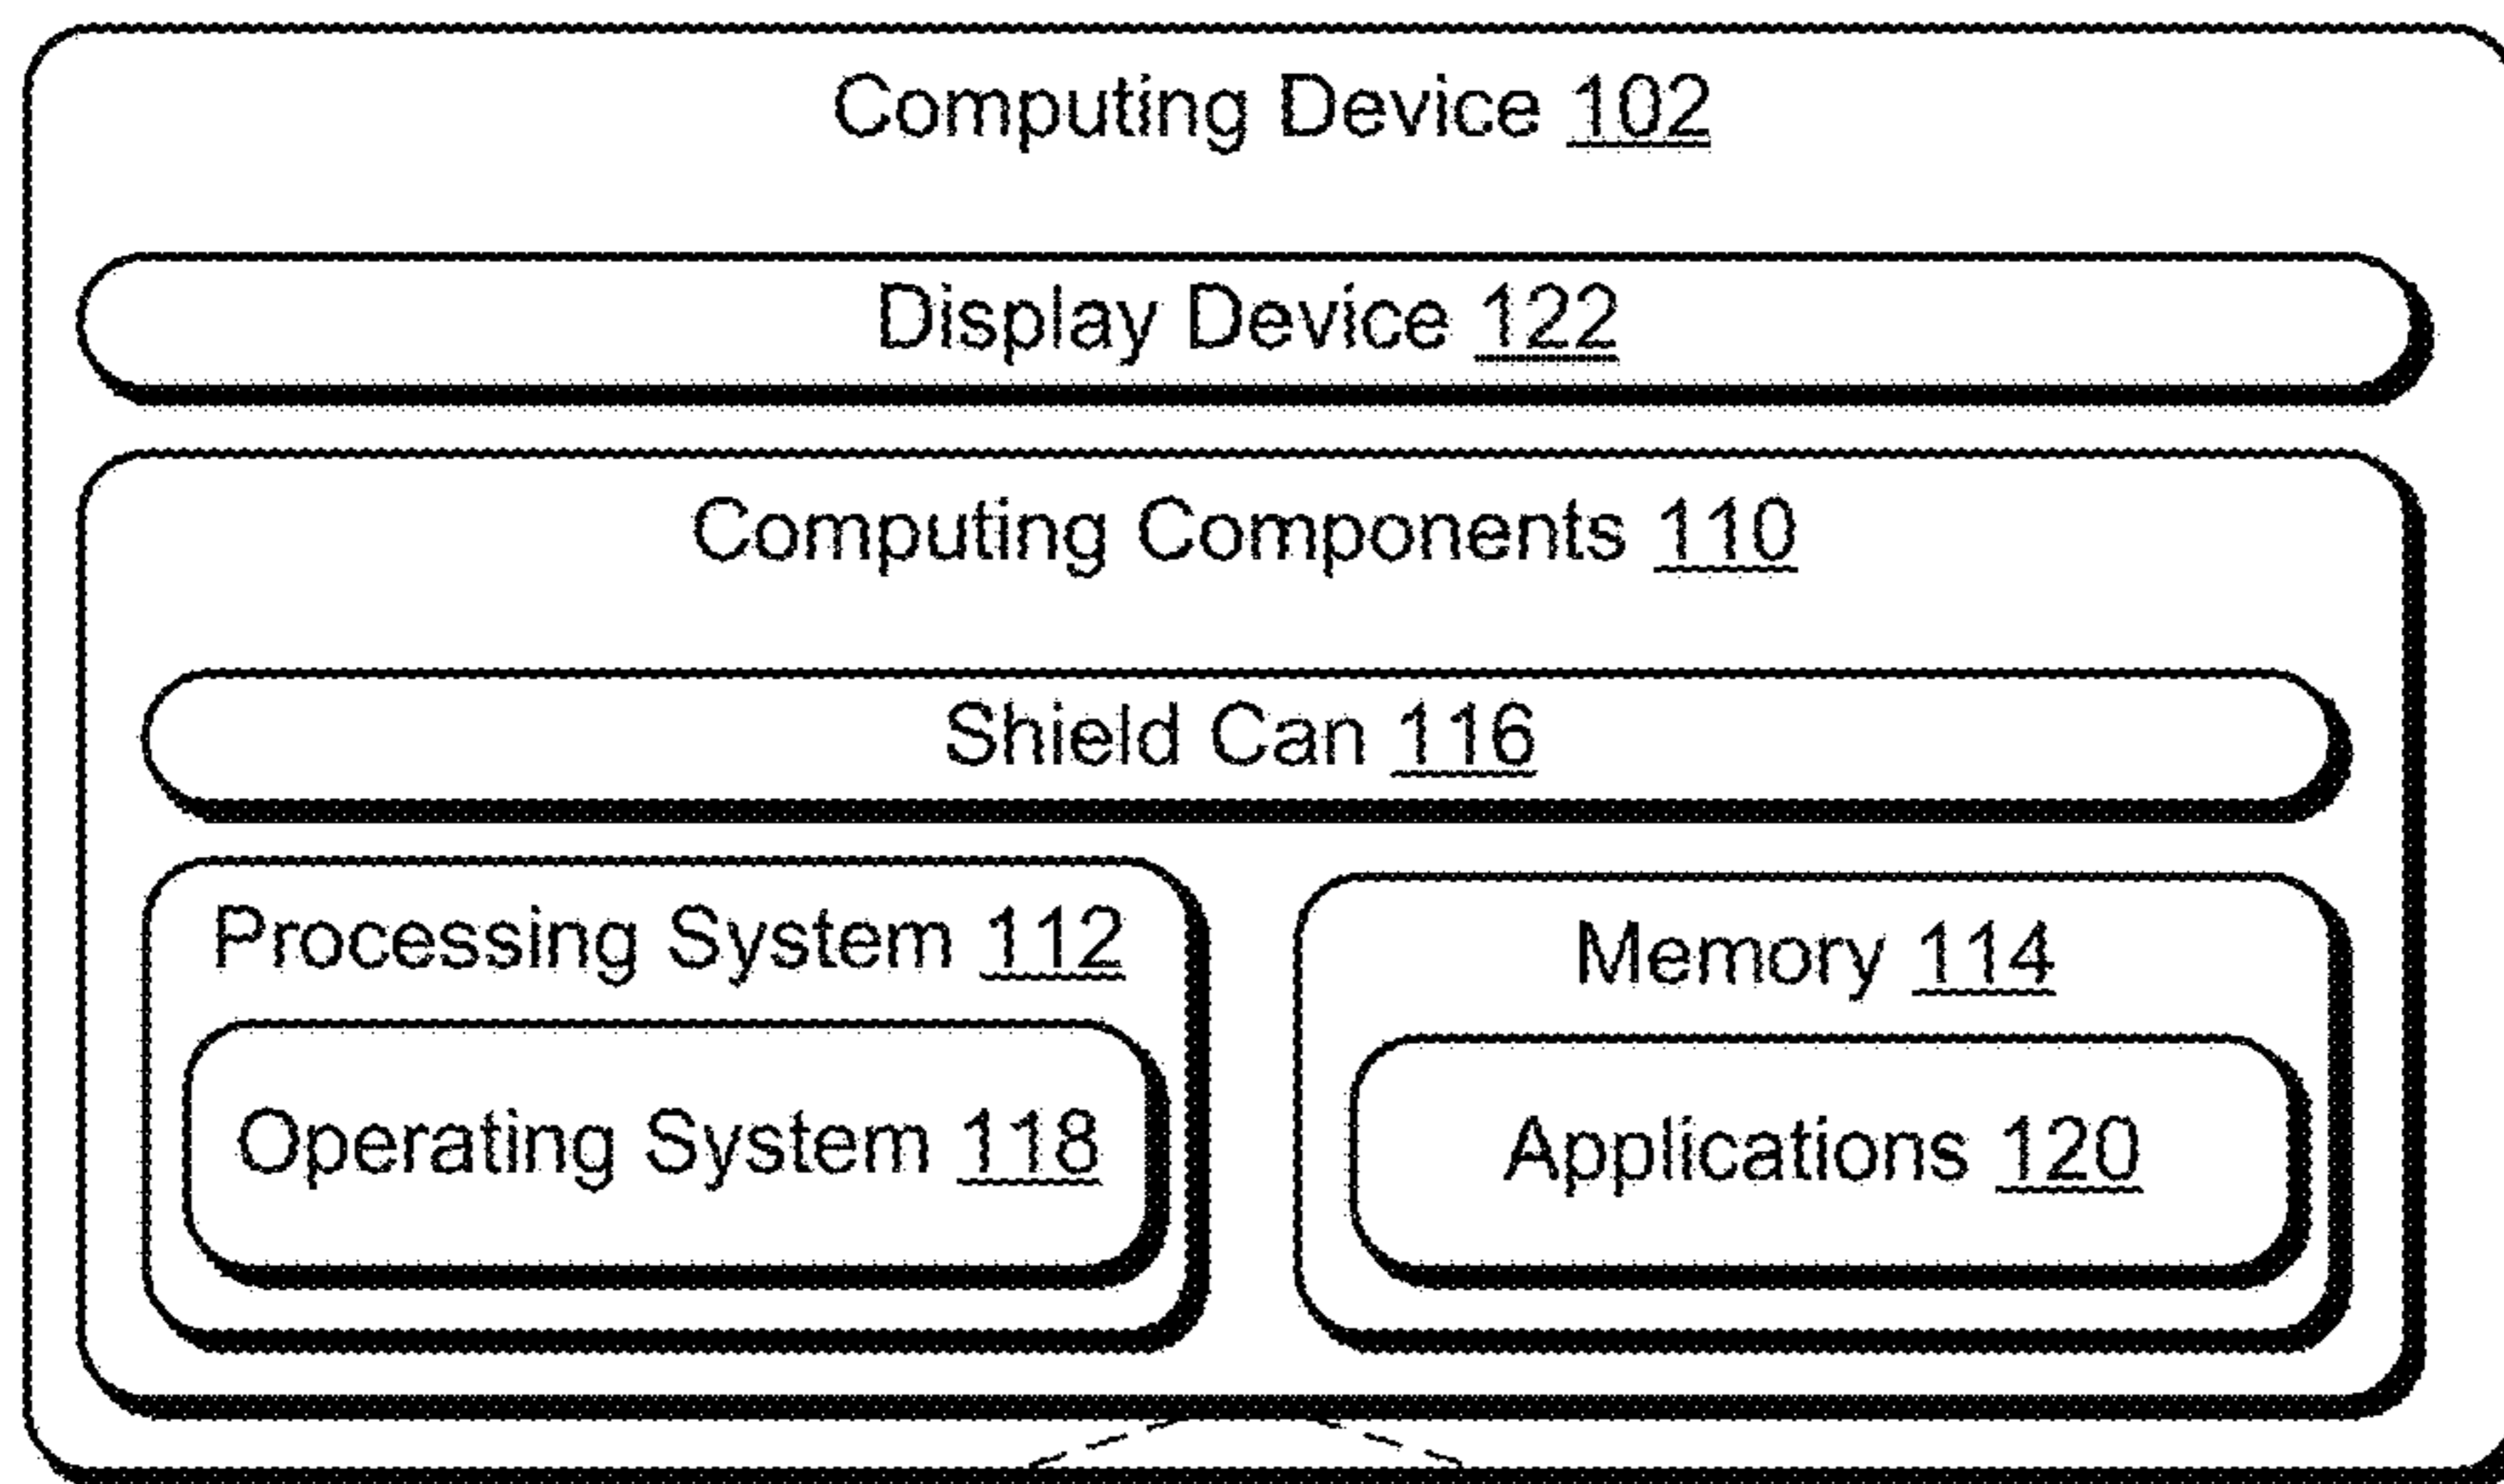 Computing Device 102
Display Device 122
Computing Components 110
Shield Can 116
Processing System 112
Memory 114
Operating System 118
Applications 120